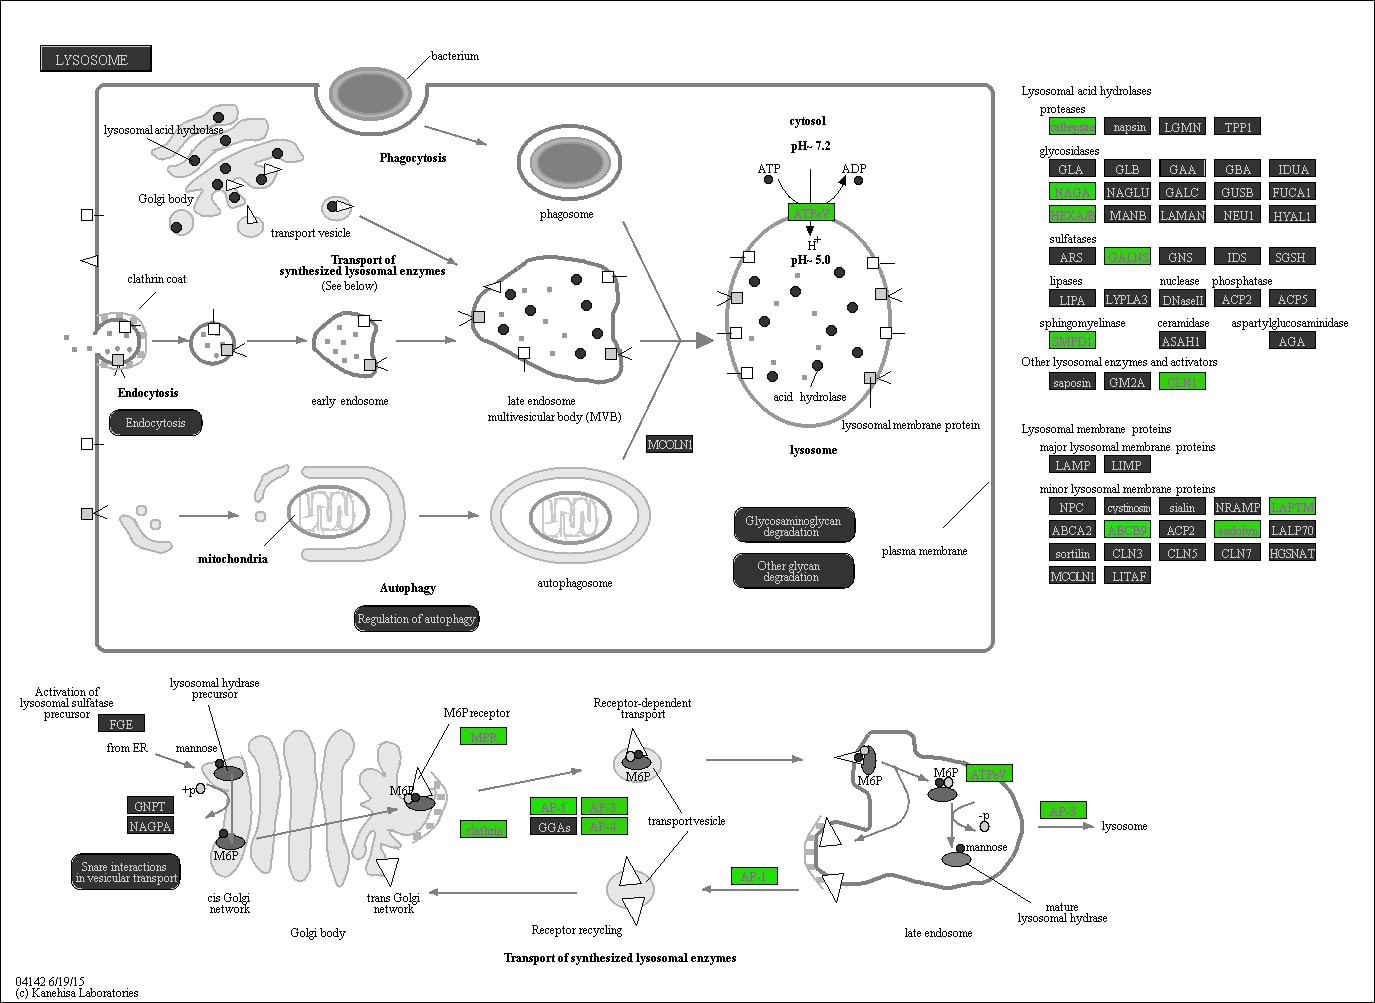 LYSOSOME
bacterium
lysosomal acid hydrolase
Phagocytosis
Golgi body
transport vesicle
phagosome
Transport of
synthesized lysosomal enzymes
(See below)
clathrin coat
cytosol
pH~ 7.2
ATP
ADP
ATPeV
H+
pH~ 5.0
Endocytosis
Endocytosis
early endosome
late endosome
multivesicular body (MVB)
MCOLN1
acid hydrolase
lysosomal membrane protein
lysosome
mitochondria
Autophagy
Regulation of autophagy
autophagosome
Glycosaminoglycan
degradation
Other glycan
degradation
plasma membrane
Lysosomal acid hydrolases
proteases
cathepsin napsin LGMN TPP1
glycosidases
GLA GLB GAA GBA IDUA
NAGA NAGLU GALC GUSB FUCA1
HEXA/B MANB LAMAN NEU1 HYAL1
sulfatases
ARS GALNS GNS IDS SGSH
lipases nuclease phosphatase
LIPA LYPLA3 DNaseII ACP2 ACP5
sphingomyelinase ceramidase aspartylglucosaminidase
SMPD1 ASAH1 AGA
Other lysosomal enzymes and activators
saposin GM2A CLN1
Lysosomal membrane proteins
major lysosomal membrane proteins
LAMP LIMP
minor lysosomal membrane proteins
NPC cystinosin sialin NRAMP LAPTM
ABCA2 ABCB9 ACP2 endolyn LALP70
sortilin CLN3 CLN5 CLN7 HGSNAT
MCOLN1 LITAF
Activation of
lysosomal sulfatase
precursor
FGE
lysosomal hydrase
precursor
from ER
mannose
+p
GNPT
NAGPA
M6P
Snare interactions
in vesicular transport
cis Golgi
network
trans Golgi
network
Golgi body
M6P receptor
MPR
M6P
clathrin
AP-1 AP-3
GGAs AP-4
Receptor-dependent
transport
M6P
transport vesicle
Receptor recycling
AP-1
M6P
M6P
ATPeV
-p
mannose
AP-3
lysosome
mature
lysosomal hydrase
late endosome
Transport of synthesized lysosomal enzymes
04142 6/19/15
(c) Kanehisa Laboratories